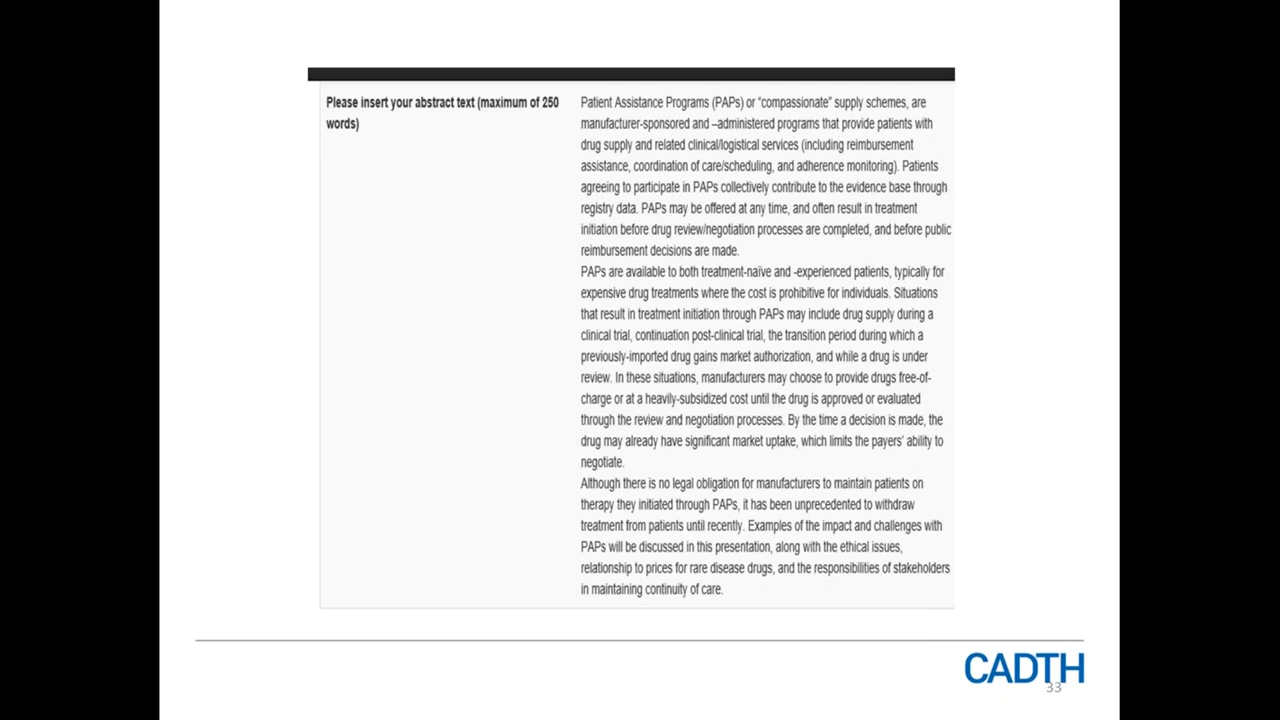 Please insert your abstract text (maximum of 250
words)
Patient Assistance Programs (PAPs) or “compassionate” supply schemes, are
manufacturer-sponsored and –administered programs that provide patients with
drug supply and related clinical/logistical services (including reimbursement
assistance, coordination of care/scheduling, and adherence monitoring). Patients
agreeing to participate in PAPs collectively contribute to the evidence base through
registry data. PAPs may be offered at any time, and often result in treatment
initiation before drug review/negotiation processes are completed, and before public
reimbursement decisions are made.
PAPs are available to both treatment-naïve and -experienced patients, typically for
expensive drug treatments where the cost is prohibitive for individuals. Situations
that result in treatment initiation through PAPs may include drug supply during a
clinical trial, continuation post-clinical trial, the transition period during which a
previously-imported drug gains market authorization, and while a drug is under
review. In these situations, manufacturers may choose to provide drugs free-of-
charge or at a heavily-subsidized cost until the drug is approved or evaluated
through the review and negotiation processes. By the time a decision is made, the
drug may already have significant market uptake, which limits the payers’ ability to
negotiate.
Although there is no legal obligation for manufacturers to maintain patients on
therapy they initiated through PAPs, it has been unprecedented to withdraw
treatment from patients until recently. Examples of the impact and challenges with
PAPs will be discussed in this presentation, along with the ethical issues,
relationship to prices for rare disease drugs, and the responsibilities of stakeholders
in maintaining continuity of care.
CADTH
33